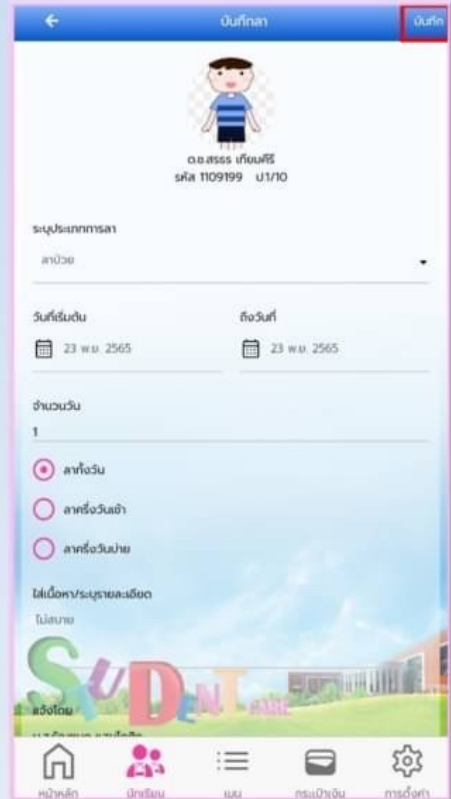 บันทึกลา บันทึก
ด.ช.สรธร เทียมศิริ
รหัส 1109199 ป.1/10
ระบุประเภทการลา
ลาป่วย
วันที่เริ่มต้น ถึงวันที่
23 พ.ย. 2565 23 พ.ย. 2565
จำนวนวัน
1
ลาทั้งวัน
ลาครึ่งวันเช้า
ลาครึ่งวันบ่าย
ใส่เนื้อหา/ระบุรายละเอียด
ไม่สบาย
STUDENT CARE
แจ้งโดย
หน้าหลัก นักเรียน เมนู กระเป๋าเงิน การตั้งค่า